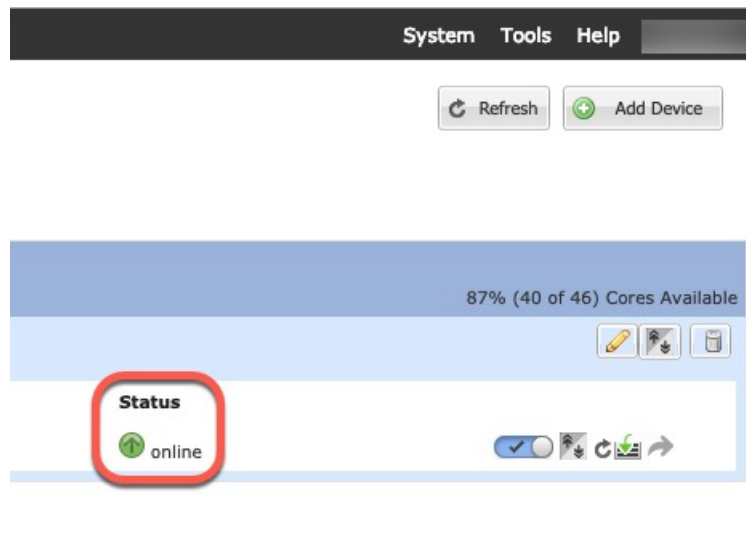 System Tools Help
Refresh Add Device
87% (40 of 46) Cores Available
Status
online